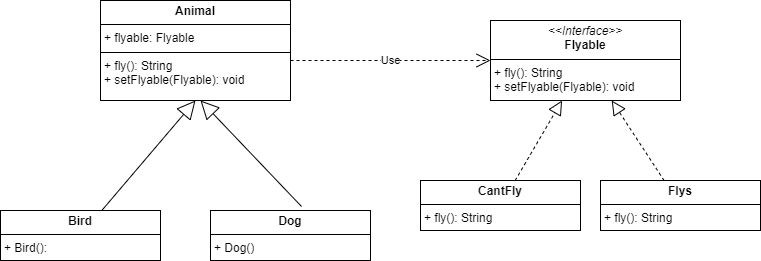 Animal
+ flyable: Flyable
+ fly(): String
+ setFlyable(Flyable): void
Use
<<Interface>>
Flyable
+ fly(): String
+ setFlyable(Flyable): void
Bird
+ Bird():
Dog
+ Dog()
CantFly
+ fly(): String
Flys
+ fly(): String